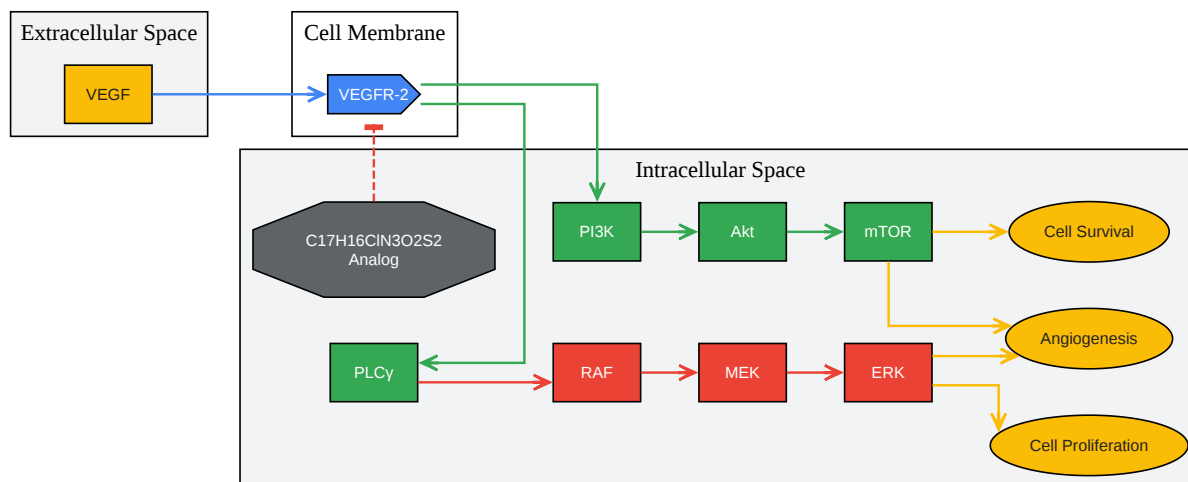 Extracellular Space
Cell Membrane
VEGF
VEGFR-2
Intracellular Space
C17H16ClN3O2S2
Analog
PI3K
Akt
mTOR
Cell Survival
Angiogenesis
PLCγ
RAF
MEK
ERK
Cell Proliferation